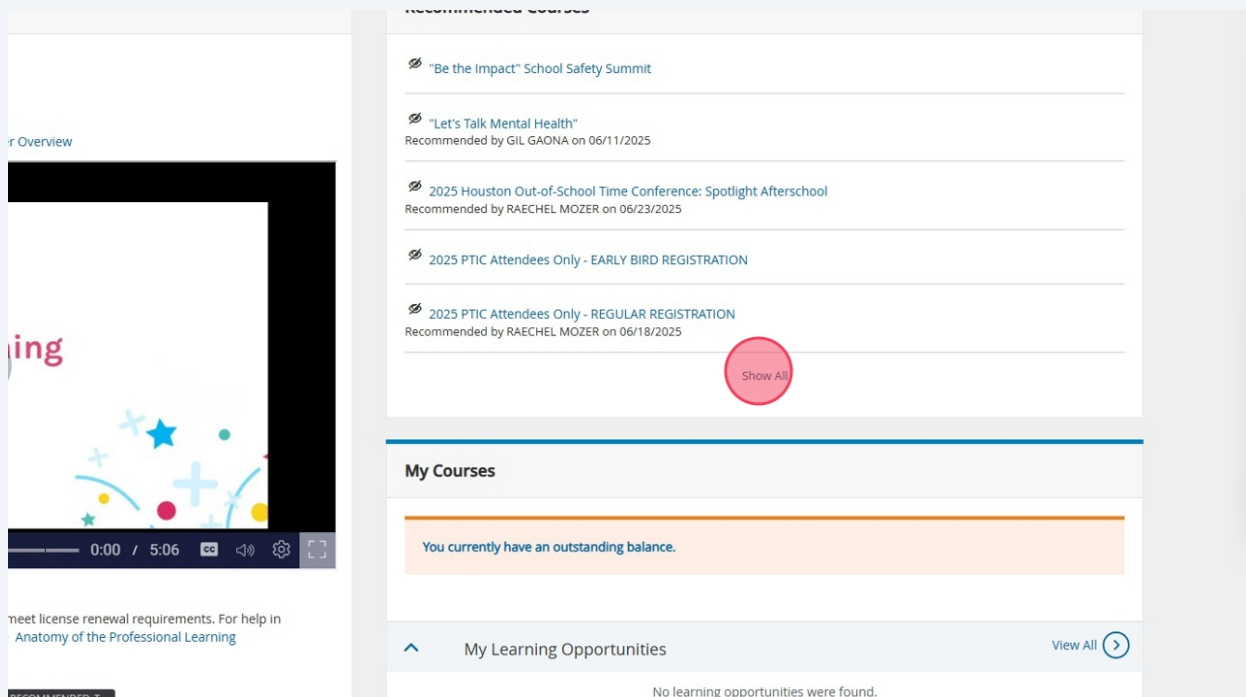 Recommended Courses
"Be the Impact" School Safety Summit
"Let's Talk Mental Health"
Recommended by GIL GAONA on 06/11/2025
2025 Houston Out-of-School Time Conference: Spotlight Afterschool
Recommended by RAECHEL MOZER on 06/23/2025
2025 PTIC Attendees Only - EARLY BIRD REGISTRATION
2025 PTIC Attendees Only - REGULAR REGISTRATION
Recommended by RAECHEL MOZER on 06/18/2025
Show All
My Courses
You currently have an outstanding balance.
My Learning Opportunities
View All
No learning opportunities were found.
r Overview
ing
0:00 / 5:06
CC
meet license renewal requirements. For help in
Anatomy of the Professional Learning
RECOMMENDED T